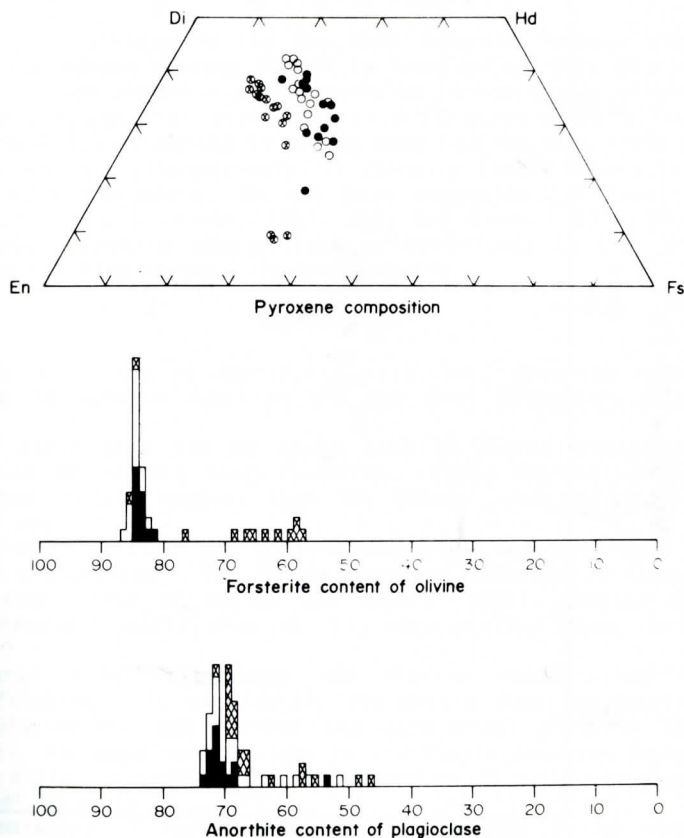 Di Hd
En Fs
Pyroxene composition
100 90 80 70 60 50 40 30 20 10 0
Forsterite content of olivine
100 90 80 70 60 50 40 30 20 10 0
Anorthite content of plagioclase